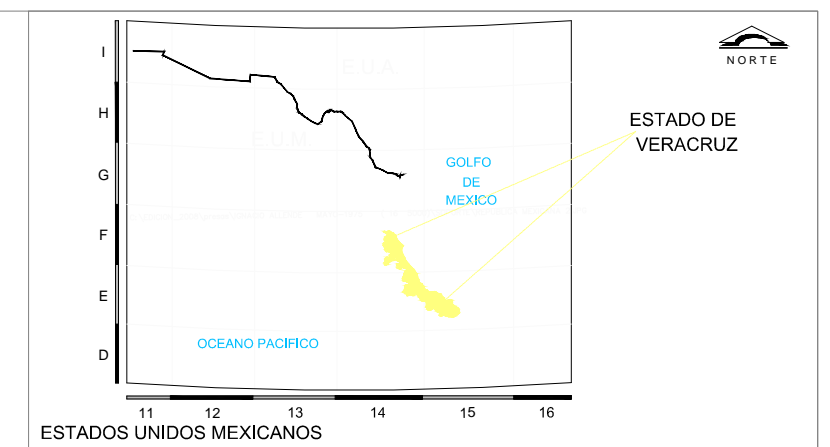 I
E.U.A.
NORTE
H
E.U.M.
ESTADO DE
VERACRUZ
GOLFO
DE
MEXICO
G
F
E
OCEANO PACIFICO
D
11 12 13 14 15 16
ESTADOS UNIDOS MEXICANOS